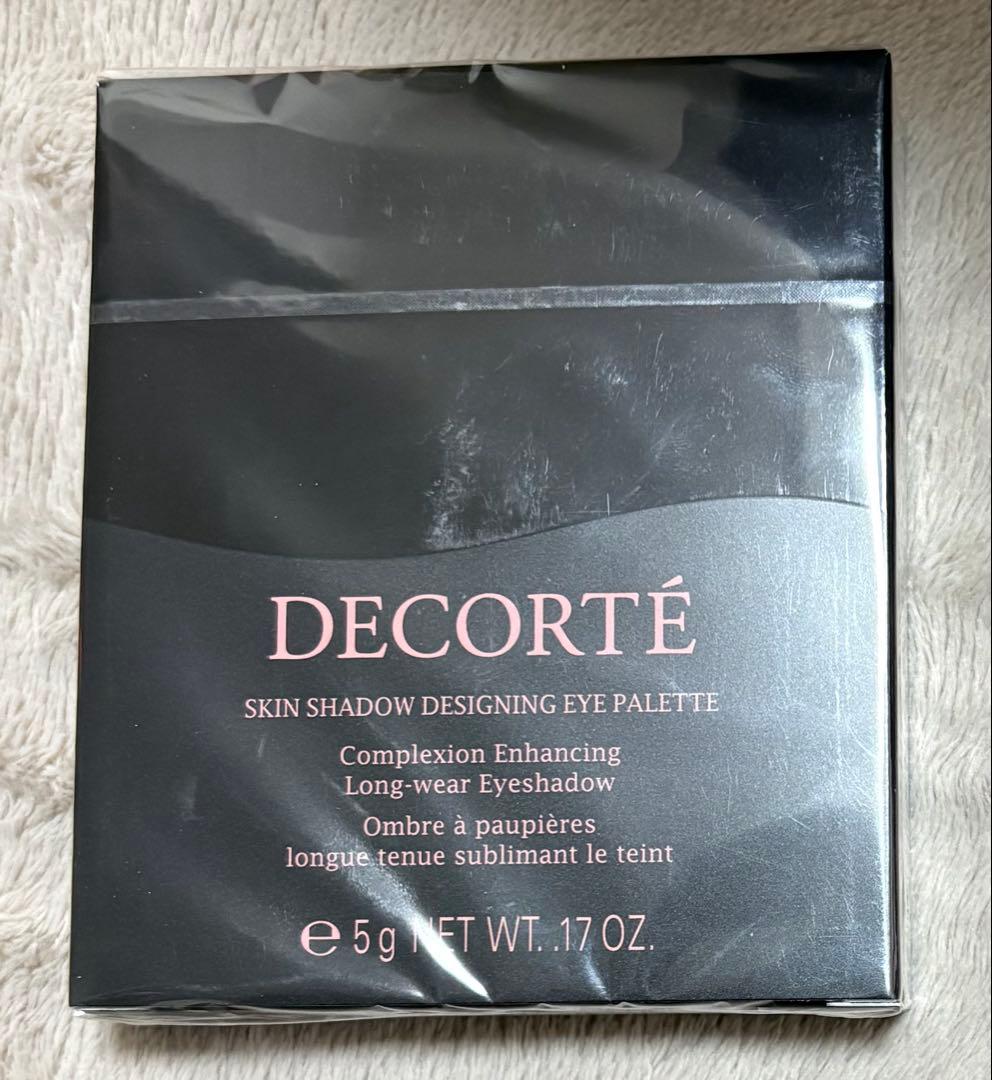 DECORTÉ
SKIN SHADOW DESIGNING EYE PALETTE
Complexion Enhancing
Long-wear Eyeshadow
Ombre à paupières
longue tenue sublimant le teint
℮ 5 g NET WT. .17 OZ.